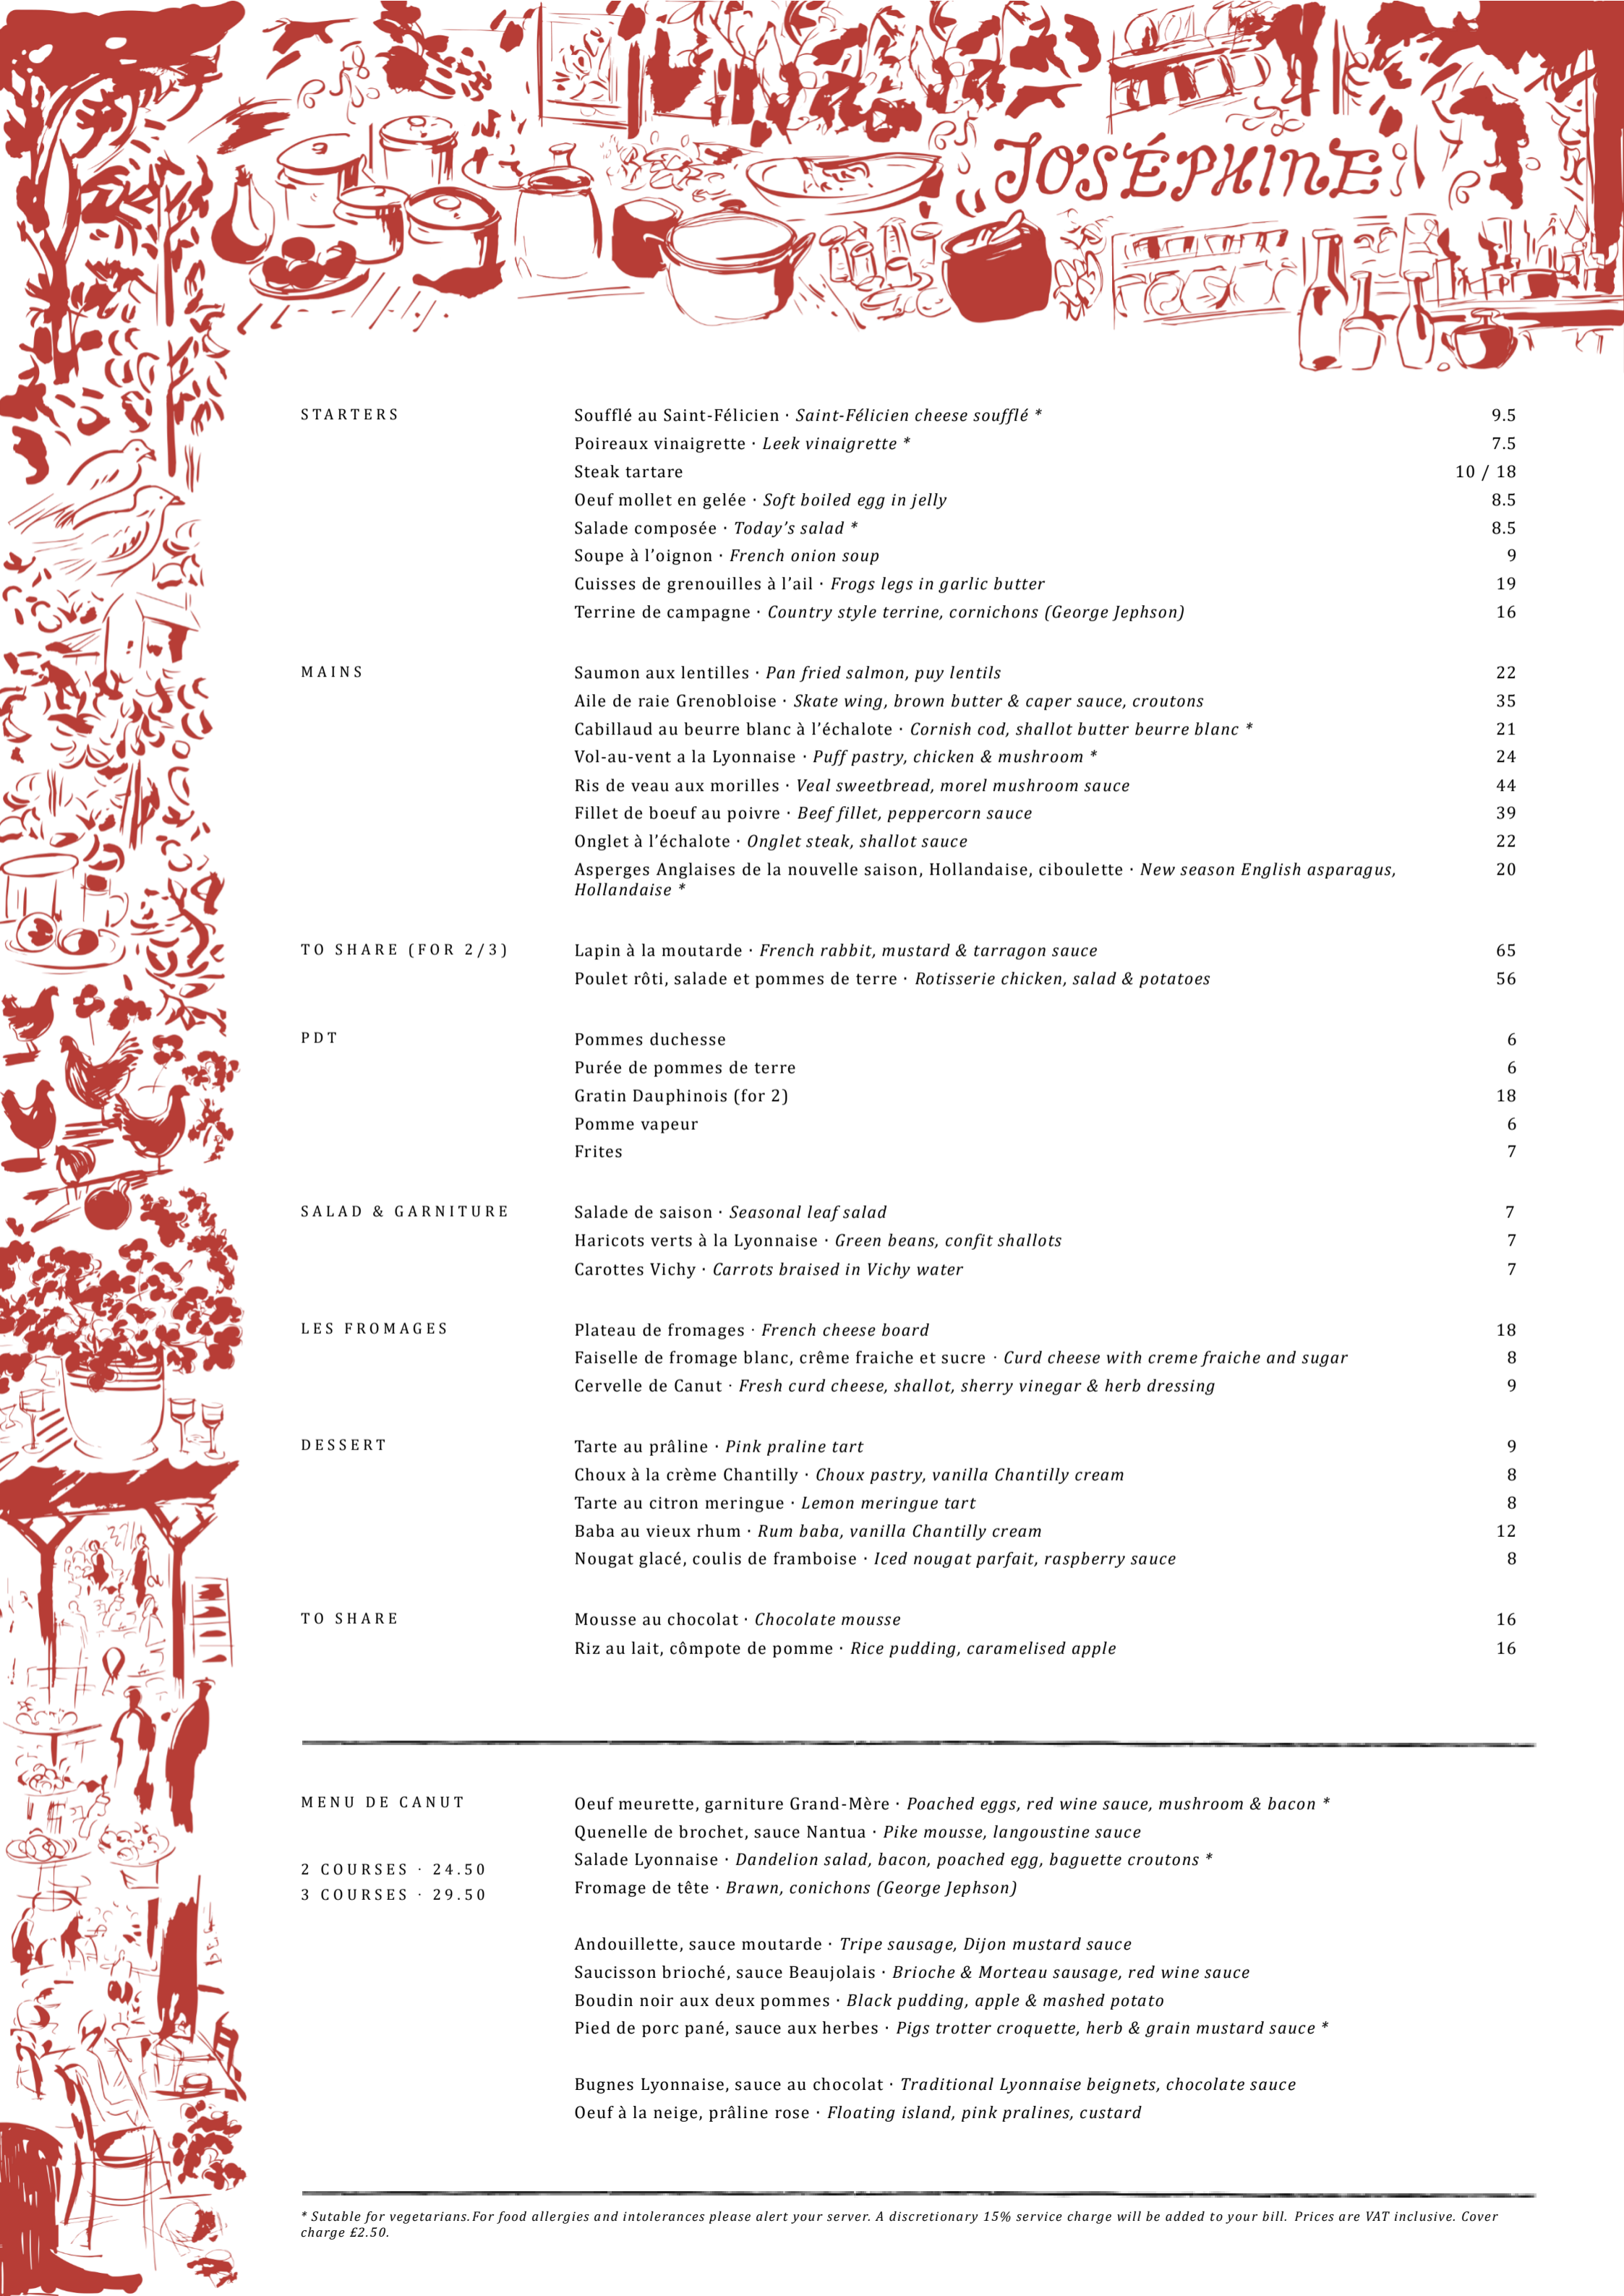 JOSÉPHINE
STARTERS
Soufflé au Saint-Félicien · Saint-Félicien cheese soufflé * 9.5
Poireaux vinaigrette · Leek vinaigrette * 7.5
Steak tartare 10 / 18
Oeuf mollet en gelée · Soft boiled egg in jelly 8.5
Salade composée · Today’s salad * 8.5
Soupe à l’oignon · French onion soup 9
Cuisses de grenouilles à l’ail · Frogs legs in garlic butter 19
Terrine de campagne · Country style terrine, cornichons (George Jephson) 16
MAINS
Saumon aux lentilles · Pan fried salmon, puy lentils 22
Aile de raie Grenobloise · Skate wing, brown butter & caper sauce, croutons 35
Cabillaud au beurre blanc à l’échalote · Cornish cod, shallot butter beurre blanc * 21
Vol-au-vent a la Lyonnaise · Puff pastry, chicken & mushroom * 24
Ris de veau aux morilles · Veal sweetbread, morel mushroom sauce 44
Fillet de boeuf au poivre · Beef fillet, peppercorn sauce 39
Onglet à l’échalote · Onglet steak, shallot sauce 22
Asperges Anglaises de la nouvelle saison, Hollandaise, ciboulette · New season English asparagus, 20
Hollandaise *
TO SHARE (FOR 2/3)
Lapin à la moutarde · French rabbit, mustard & tarragon sauce 65
Poulet rôti, salade et pommes de terre · Rotisserie chicken, salad & potatoes 56
PDT
Pommes duchesse 6
Purée de pommes de terre 6
Gratin Dauphinois (for 2) 18
Pomme vapeur 6
Frites 7
SALAD & GARNITURE
Salade de saison · Seasonal leaf salad 7
Haricots verts à la Lyonnaise · Green beans, confit shallots 7
Carottes Vichy · Carrots braised in Vichy water 7
LES FROMAGES
Plateau de fromages · French cheese board 18
Faiselle de fromage blanc, crême fraiche et sucre · Curd cheese with creme fraiche and sugar 8
Cervelle de Canut · Fresh curd cheese, shallot, sherry vinegar & herb dressing 9
DESSERT
Tarte au prâline · Pink praline tart 9
Choux à la crème Chantilly · Choux pastry, vanilla Chantilly cream 8
Tarte au citron meringue · Lemon meringue tart 8
Baba au vieux rhum · Rum baba, vanilla Chantilly cream 12
Nougat glacé, coulis de framboise · Iced nougat parfait, raspberry sauce 8
TO SHARE
Mousse au chocolat · Chocolate mousse 16
Riz au lait, cômpote de pomme · Rice pudding, caramelised apple 16
MENU DE CANUT
2 COURSES · 24.50
3 COURSES · 29.50
Oeuf meurette, garniture Grand-Mère · Poached eggs, red wine sauce, mushroom & bacon *
Quenelle de brochet, sauce Nantua · Pike mousse, langoustine sauce
Salade Lyonnaise · Dandelion salad, bacon, poached egg, baguette croutons *
Fromage de tête · Brawn, conichons (George Jephson)
Andouillette, sauce moutarde · Tripe sausage, Dijon mustard sauce
Saucisson brioché, sauce Beaujolais · Brioche & Morteau sausage, red wine sauce
Boudin noir aux deux pommes · Black pudding, apple & mashed potato
Pied de porc pané, sauce aux herbes · Pigs trotter croquette, herb & grain mustard sauce *
Bugnes Lyonnaise, sauce au chocolat · Traditional Lyonnaise beignets, chocolate sauce
Oeuf à la neige, prâline rose · Floating island, pink pralines, custard
* Sutable for vegetarians.For food allergies and intolerances please alert your server. A discretionary 15% service charge will be added to your bill. Prices are VAT inclusive. Cover
charge £2.50.